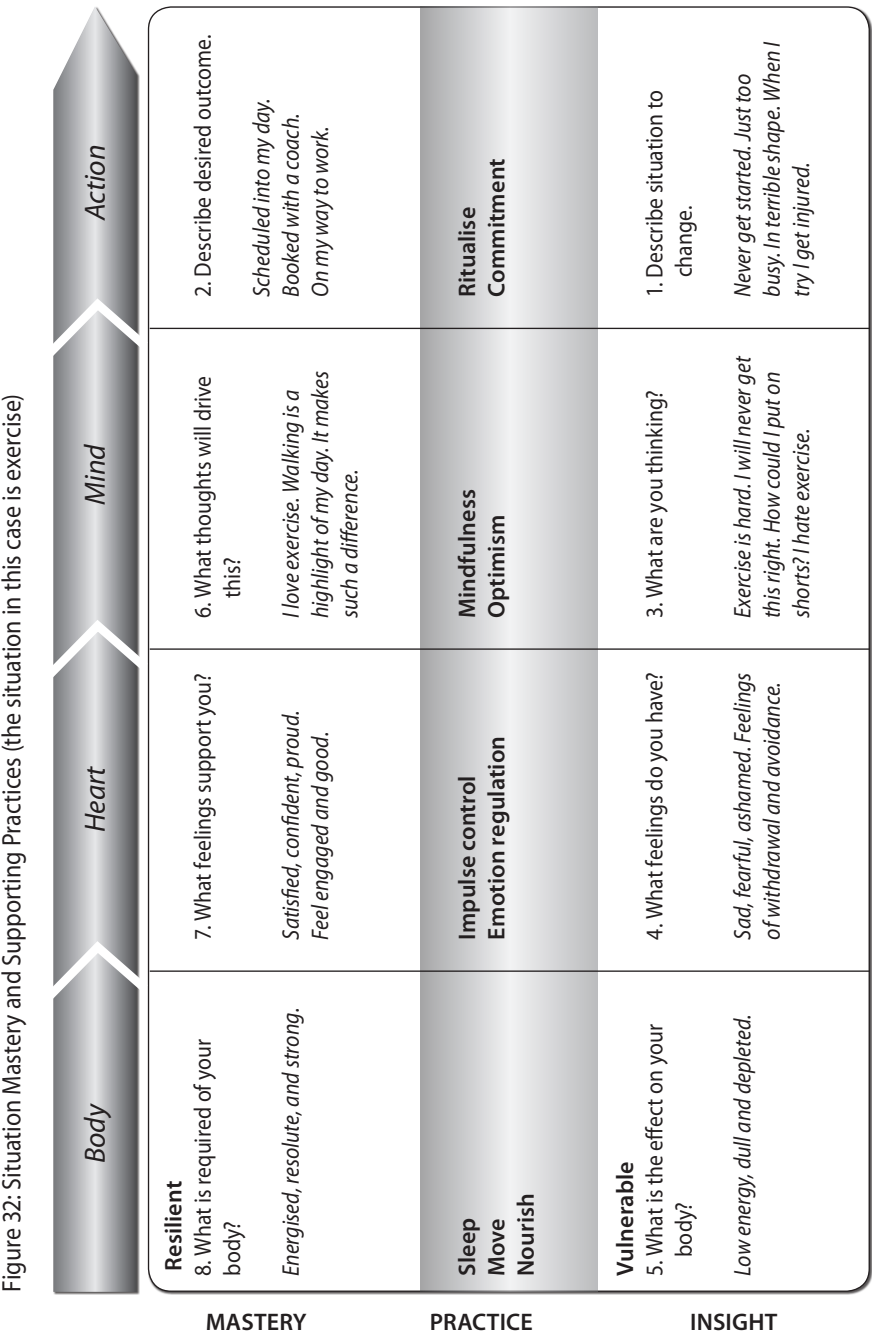 Figure 32: Situation Mastery and Supporting Practices (the situation in this case is exercise)
Body
Heart
Mind
Action
MASTERY
Resilient
8. What is required of your
body?
Energised, resolute, and strong.
7. What feelings support you?
Satisfied, confident, proud.
Feel engaged and good.
6. What thoughts will drive
this?
I love exercise. Walking is a
highlight of my day. It makes
such a difference.
2. Describe desired outcome.
Scheduled into my day.
Booked with a coach.
On my way to work.
PRACTICE
Sleep
Move
Nourish
Impulse control
Emotion regulation
Mindfulness
Optimism
Ritualise
Commitment
INSIGHT
Vulnerable
5. What is the effect on your
body?
Low energy, dull and depleted.
4. What feelings do you have?
Sad, fearful, ashamed. Feelings
of withdrawal and avoidance.
3. What are you thinking?
Exercise is hard. I will never get
this right. How could I put on
shorts? I hate exercise.
1. Describe situation to
change.
Never get started. Just too
busy. In terrible shape. When I
try I get injured.